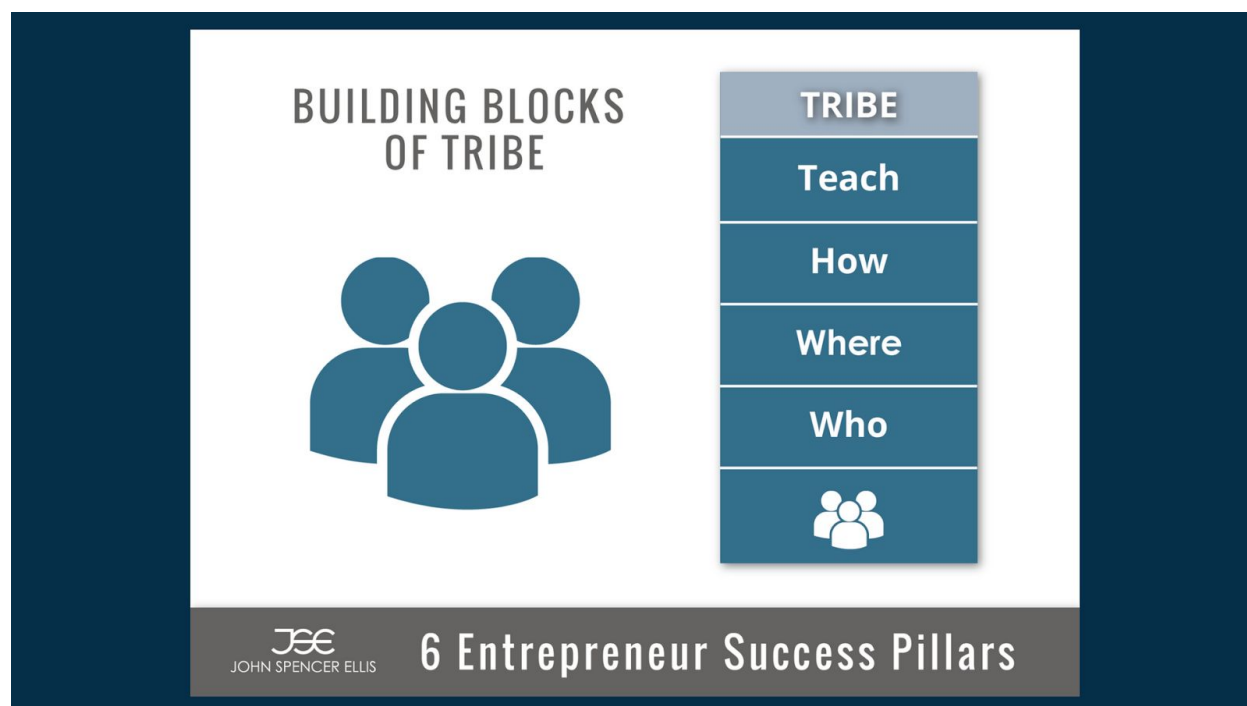 BUILDING BLOCKS
OF TRIBE
TRIBE
Teach
How
Where
Who
JSE
JOHN SPENCER ELLIS
6 Entrepreneur Success Pillars